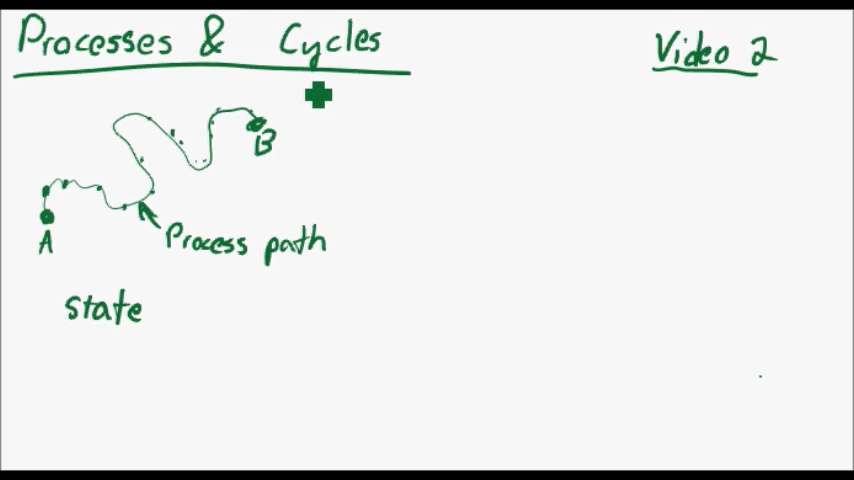 Processes & Cycles
Video 2
B
A
Process path
state